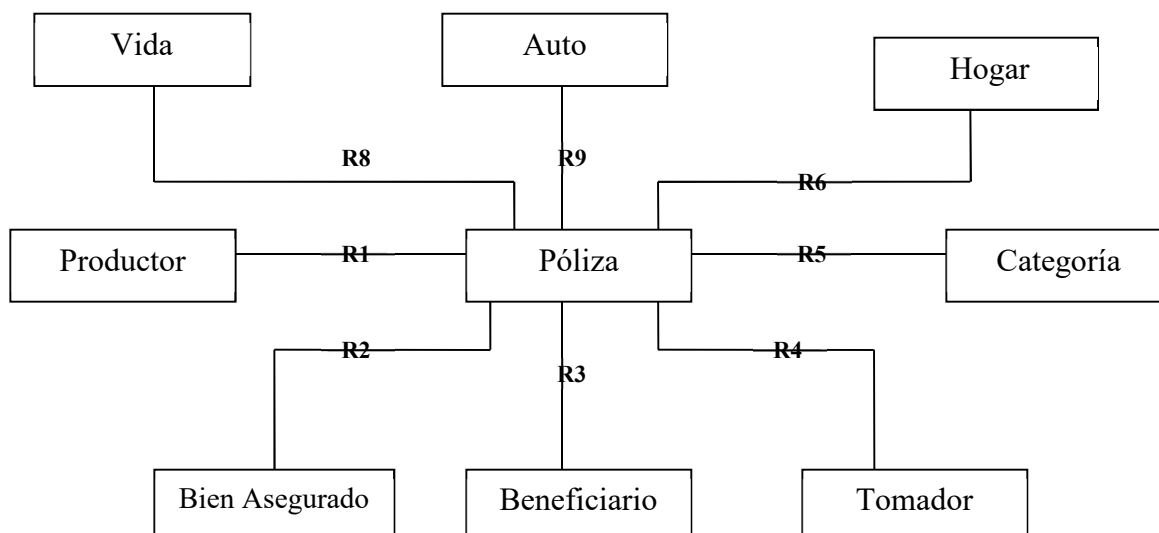 Vida
Auto
Hogar
R8
R9
R6
Productor
R1
Póliza
R5
Categoría
R2
R3
R4
Bien Asegurado
Beneficiario
Tomador